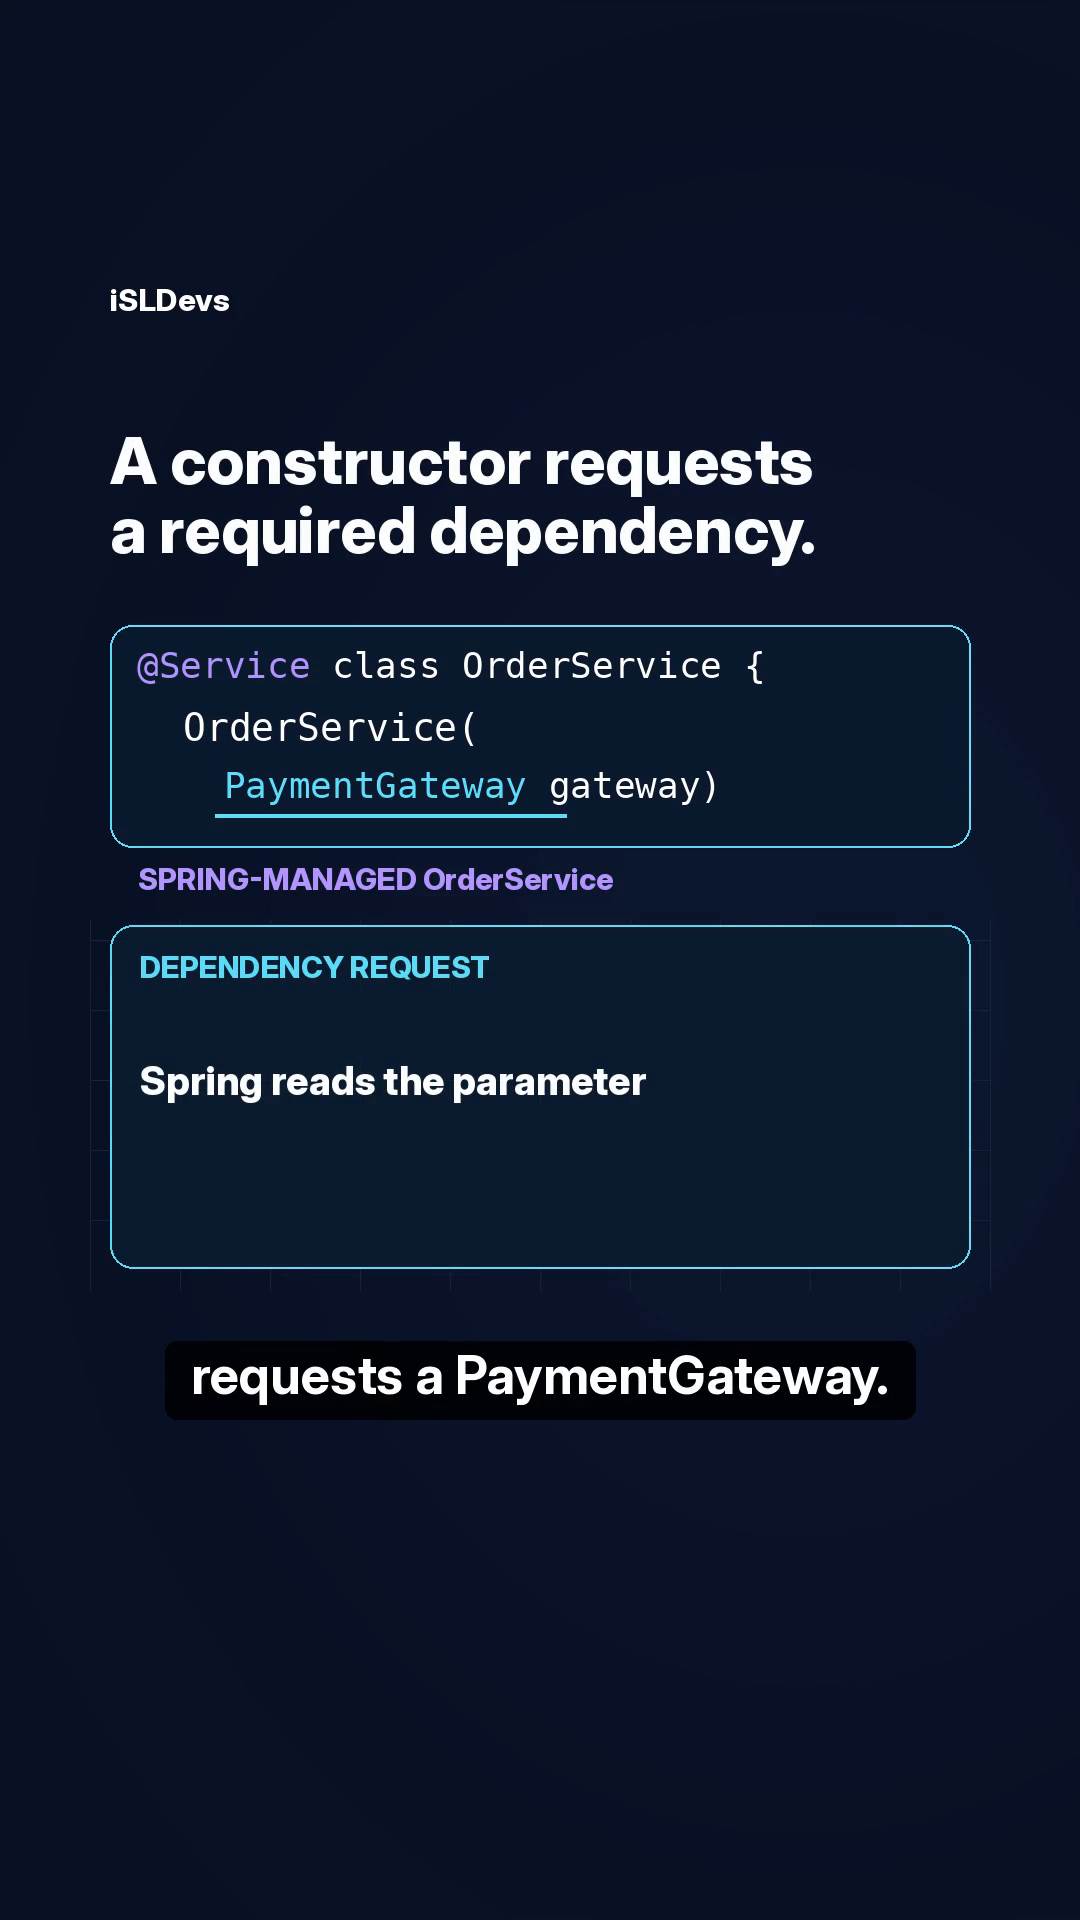 iSLDevs
A constructor requests
a required dependency.
@Service class OrderService {
OrderService(
PaymentGateway gateway)
SPRING-MANAGED OrderService
DEPENDENCY REQUEST
Spring reads the parameter
requests a PaymentGateway.